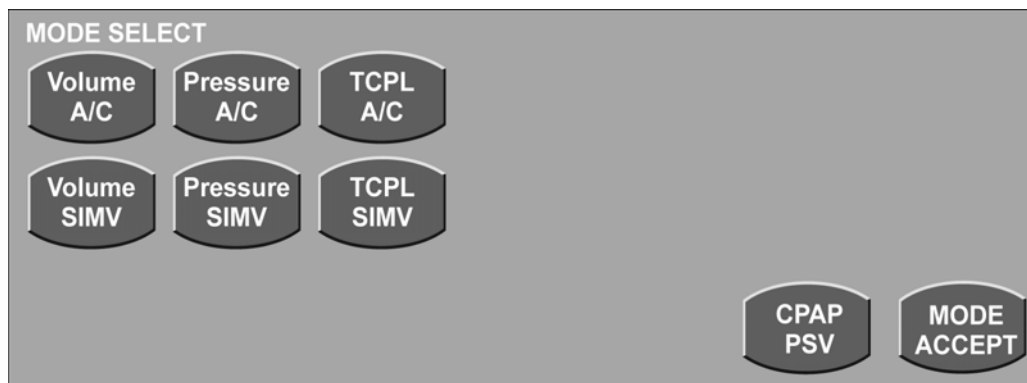 MODE SELECT
Volume
A/C
Pressure
A/C
TCPL
A/C
Volume
SIMV
Pressure
SIMV
TCPL
SIMV
CPAP
PSV
MODE
ACCEPT